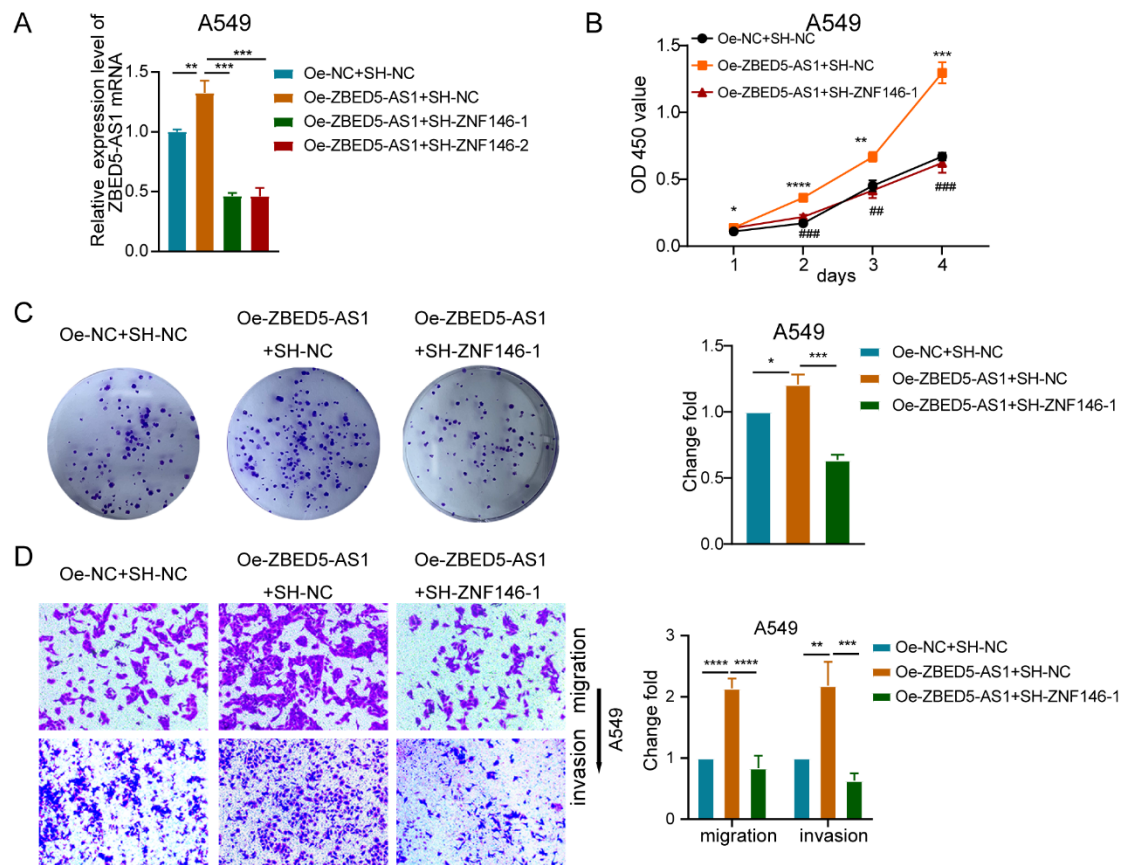 A
A549
Relative expression level of
ZBED5-AS1 mRNA
1.5
1.0
0.5
0.0
**
***
***
Oe-NC+SH-NC
Oe-ZBED5-AS1+SH-NC
Oe-ZBED5-AS1+SH-ZNF146-1
Oe-ZBED5-AS1+SH-ZNF146-2
B
A549
OD 450 value
1.5
1.0
0.5
0.0
Oe-NC+SH-NC
Oe-ZBED5-AS1+SH-NC
Oe-ZBED5-AS1+SH-ZNF146-1
*
****
**
***
###
##
###
1 2 3 4
days
C
Oe-NC+SH-NC
Oe-ZBED5-AS1
+SH-NC
Oe-ZBED5-AS1
+SH-ZNF146-1
A549
Change fold
1.5
1.0
0.5
0.0
*
***
Oe-NC+SH-NC
Oe-ZBED5-AS1+SH-NC
Oe-ZBED5-AS1+SH-ZNF146-1
D
Oe-NC+SH-NC
Oe-ZBED5-AS1
+SH-NC
Oe-ZBED5-AS1
+SH-ZNF146-1
migration
invasion
A549
A549
Change fold
3
2
1
0
****
****
**
***
migration invasion
Oe-NC+SH-NC
Oe-ZBED5-AS1+SH-NC
Oe-ZBED5-AS1+SH-ZNF146-1